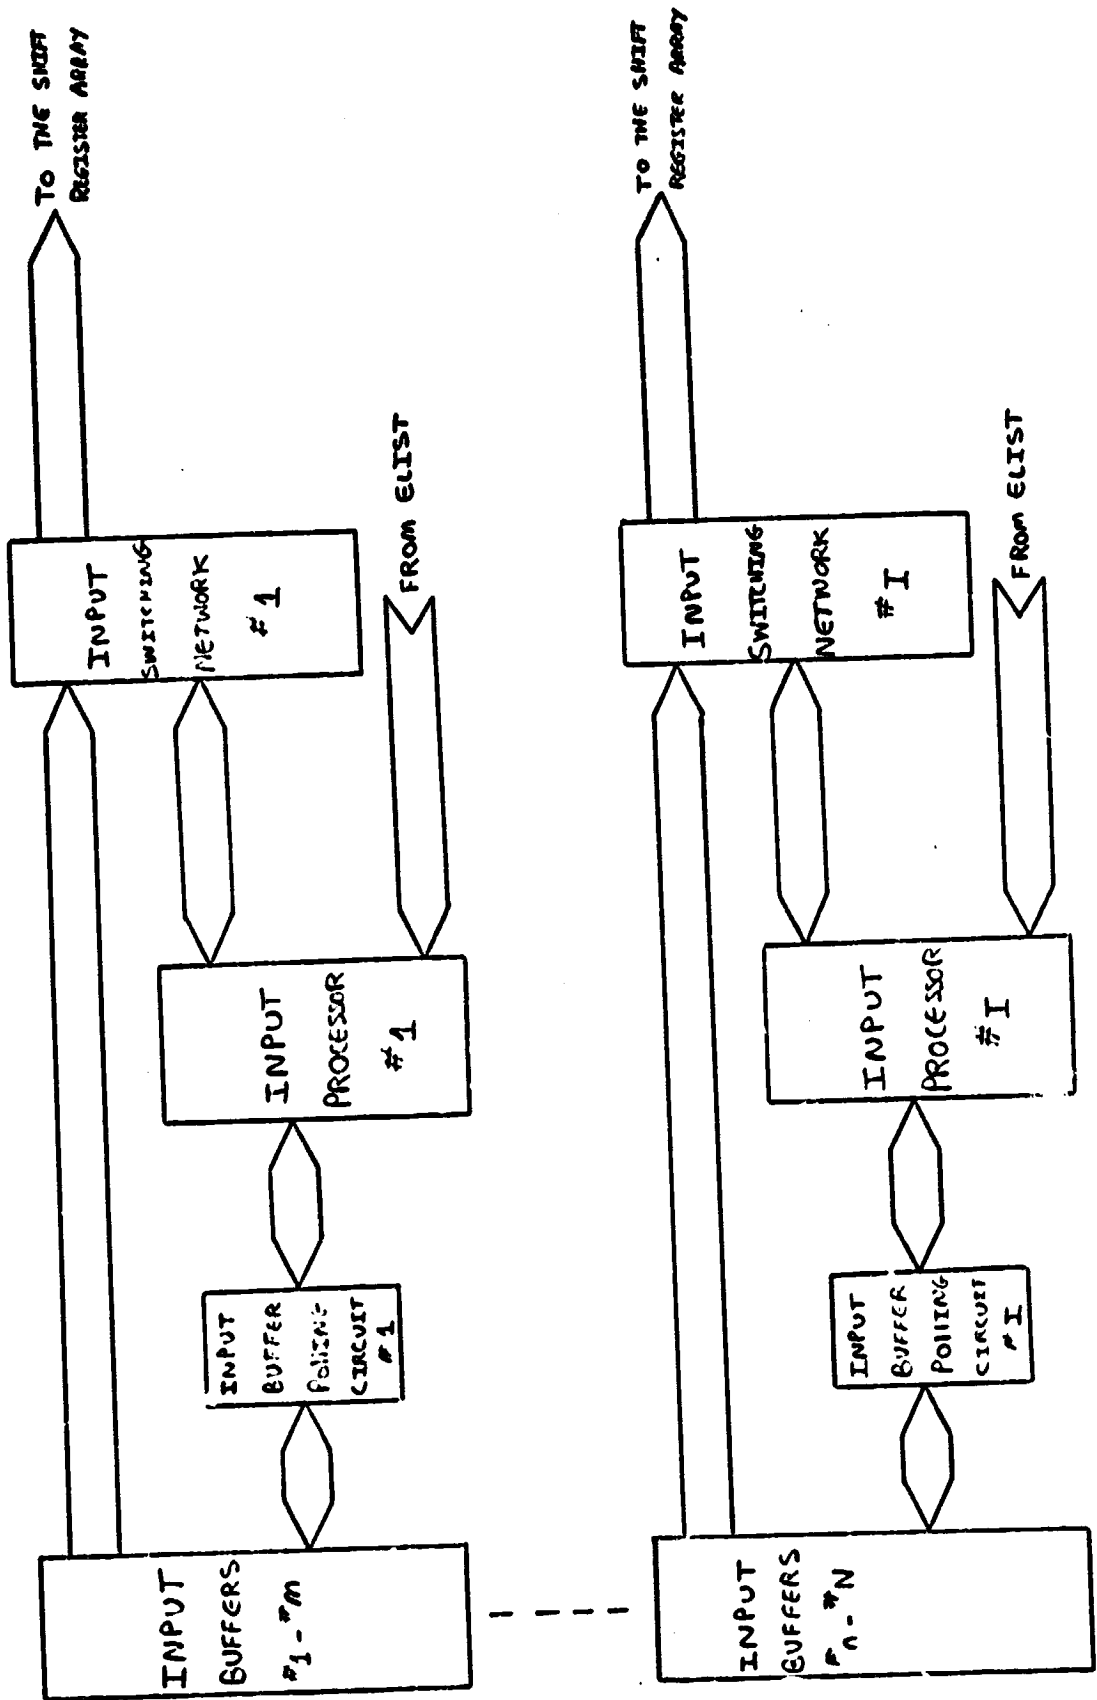 INPUT
BUFFERS
#1-#m
INPUT
BUFFER
POllING
CIRCUIT
#1
INPUT
PROCESSOR
#1
INPUT
SWITCHING
NETWORK
#1
FROM ELIST
TO THE SHIFT
REGISTER ARRAY
INPUT
BUFFERS
#n-#N
INPUT
BUFFER
POllING
CIRCUIT
#I
INPUT
PROCESSOR
#I
INPUT
SWITCHING
NETWORK
#I
FROM ELIST
TO THE SHIFT
REGISTER ARRAY